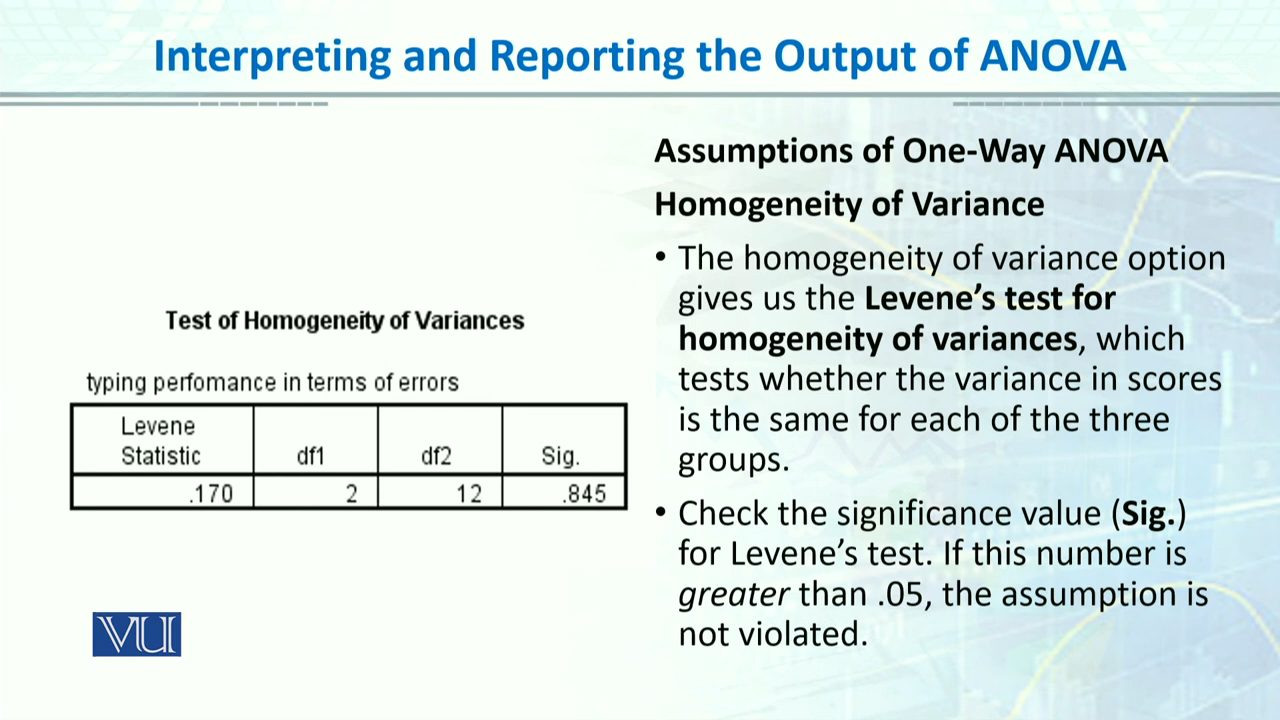 Interpreting and Reporting the Output of ANOVA
Assumptions of One-Way ANOVA
Homogeneity of Variance
• The homogeneity of variance option
gives us the Levene's test for
homogeneity of variances, which
tests whether the variance in scores
is the same for each of the three
groups.
• Check the significance value (Sig.)
for Levene's test. If this number is
greater than .05, the assumption is
not violated.
Test of Homogeneity of Variances
typing perfomance in terms of errors
Levene
Statistic df1 df2 Sig.
.170 2 12 .845
VU